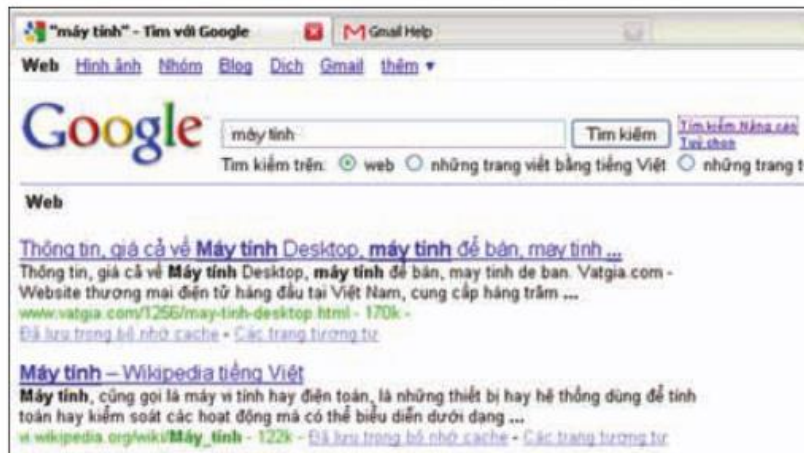 "máy tính" - Tìm với Google Gmail Help
Web Hình ảnh Nhóm Blog Dịch Gmail thêm ▼
Google máy tính Tìm kiếm Tìm kiếm Nâng cao
Tuỳ chọn
Tìm kiếm trên: web những trang viết bằng tiếng Việt những trang t
Web
Thông tin, giá cả về Máy tính Desktop, máy tính để bán, may tinh ...
Thông tin, giá cả về Máy tính Desktop, máy tính để bán, may tinh de ban. Vatgia.com -
Website thương mại điện tử hàng đầu tại Việt Nam, cung cấp hàng trăm ...
www.vatgia.com/1256/may-tinh-desktop.html - 170k -
Đã lưu trong bộ nhớ cache - Các trang tương tự
Máy tính – Wikipedia tiếng Việt
Máy tính, cũng gọi là máy vi tính hay điện toán, là những thiết bị hay hệ thống dùng để tính
toán hay kiểm soát các hoạt động mà có thể biểu diễn dưới dạng ...
vi.wikipedia.org/wiki/Máy_tính - 122k - Đã lưu trong bộ nhớ cache - Các trang tương tự